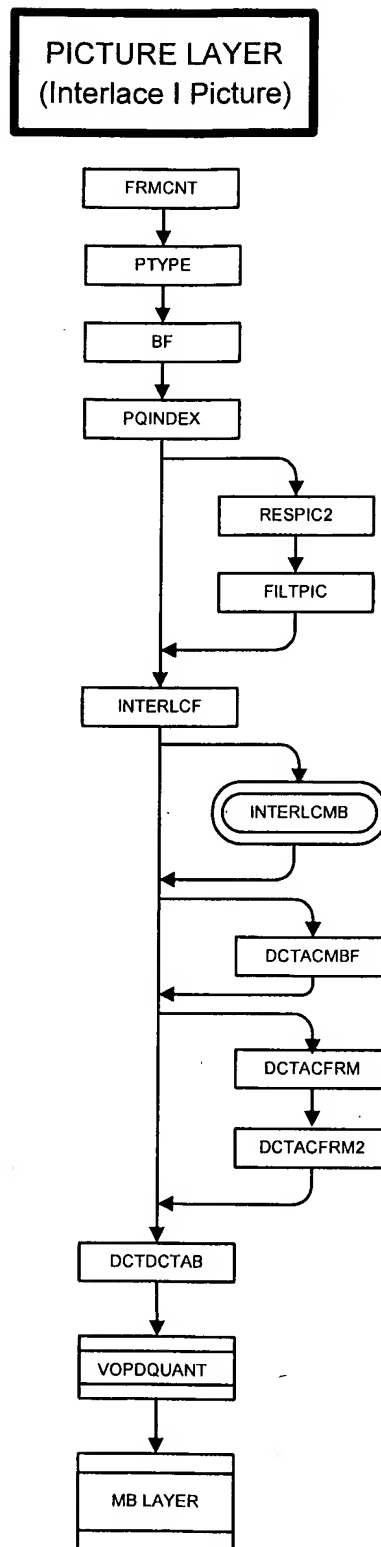 PICTURE LAYER
(Interlace I Picture)
FRMCNT
PTYPE
BF
PQINDEX
RESPIC2
FILTPIC
INTERLCF
INTERLCMB
DCTACMBF
DCTACFRM
DCTACFRM2
DCTDCTAB
VOPDQUANT
MB LAYER